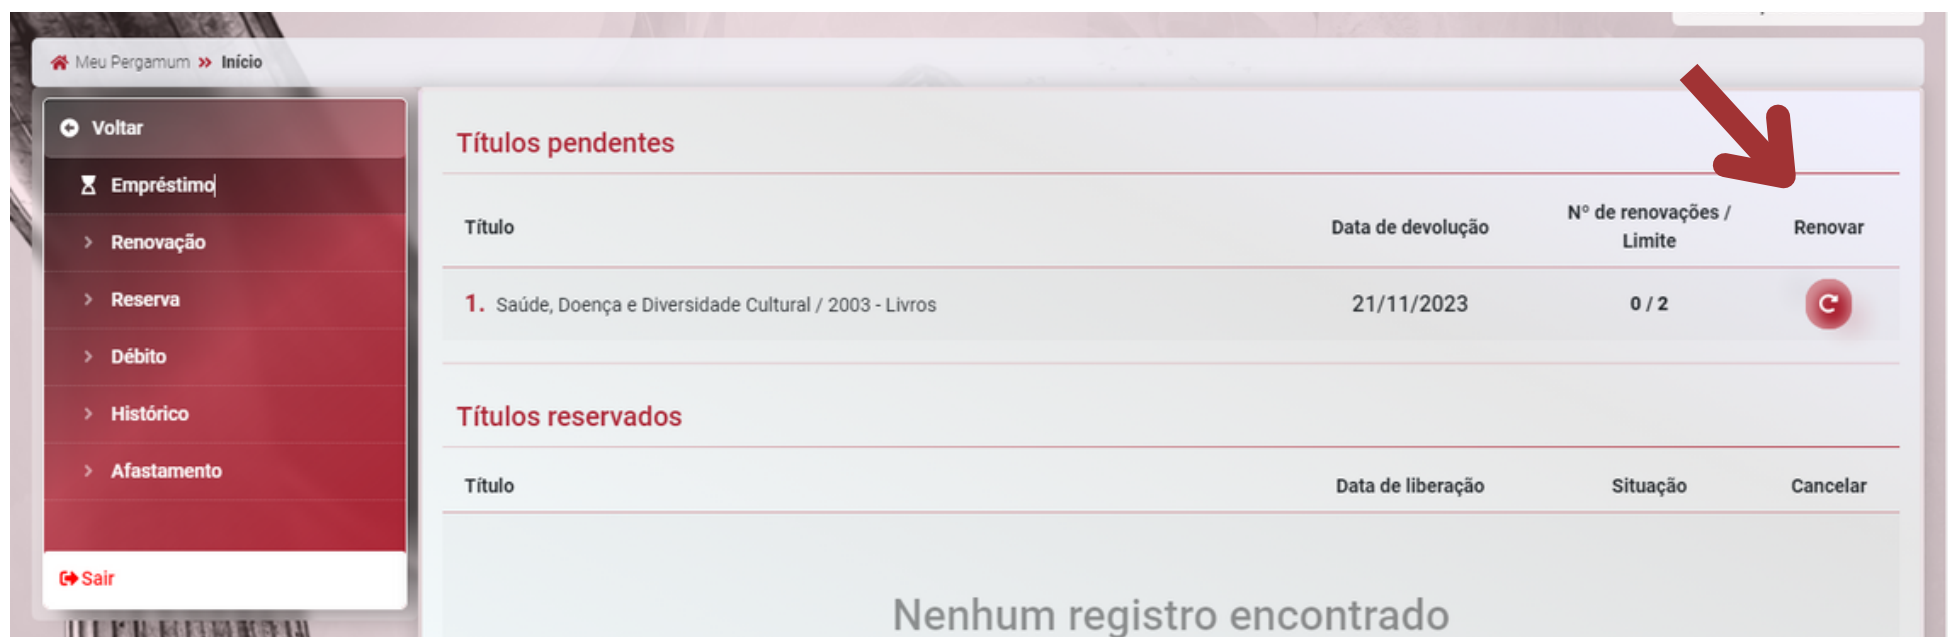 Meu Pergamum » Início
Voltar
Empréstimo
Renovação
Reserva
Débito
Histórico
Afastamento
Sair
Títulos pendentes
Título Data de devolução Nº de renovações / Limite Renovar
1. Saúde, Doença e Diversidade Cultural / 2003 - Livros 21/11/2023 0 / 2
Títulos reservados
Título Data de liberação Situação Cancelar
Nenhum registro encontrado